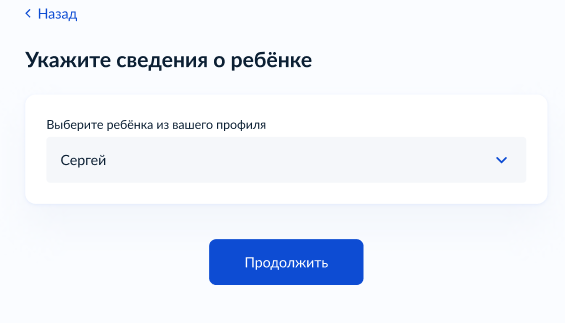 Назад
Укажите сведения о ребёнке
Выберите ребёнка из вашего профиля
Сергей
Продолжить